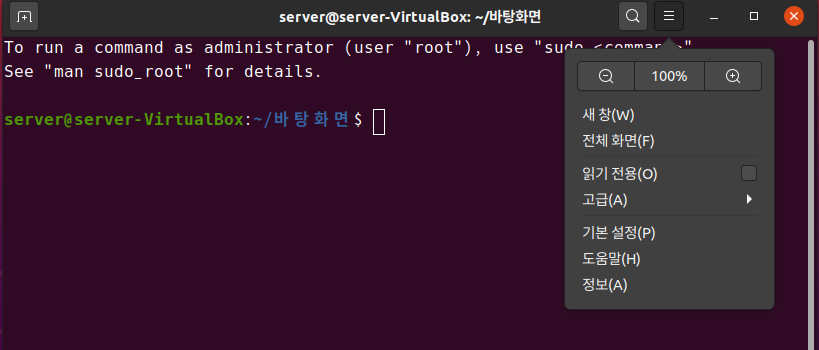 server@server-VirtualBox: ~/바탕화면
To run a command as administrator (user "root"), use "sudo <command>".
See "man sudo_root" for details.
server@server-VirtualBox:~/바탕화면$
100%
새 창(W)
전체 화면(F)
읽기 전용(O)
고급(A)
기본 설정(P)
도움말(H)
정보(A)